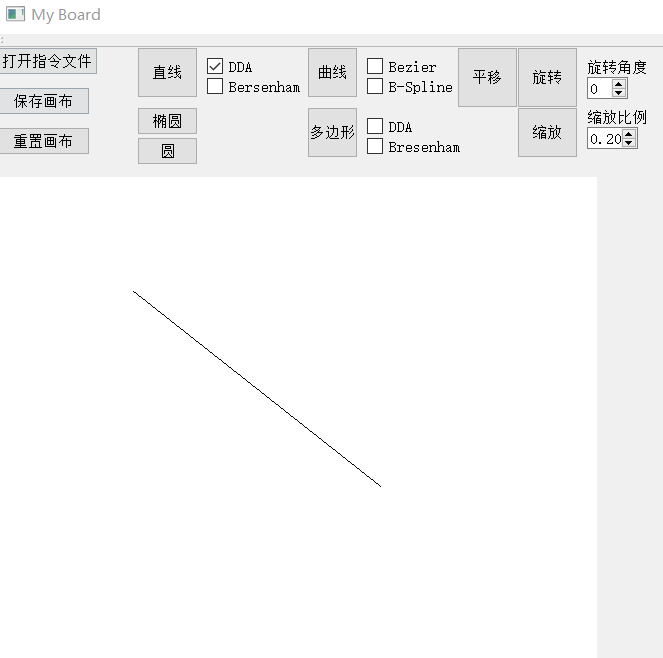 My Board
打开指令文件
保存画布
重置画布
直线
DDA
Bersenham
椭圆
圆
曲线
Bezier
B-Spline
多边形
DDA
Bresenham
平移
旋转
缩放
旋转角度
0
缩放比例
0.20